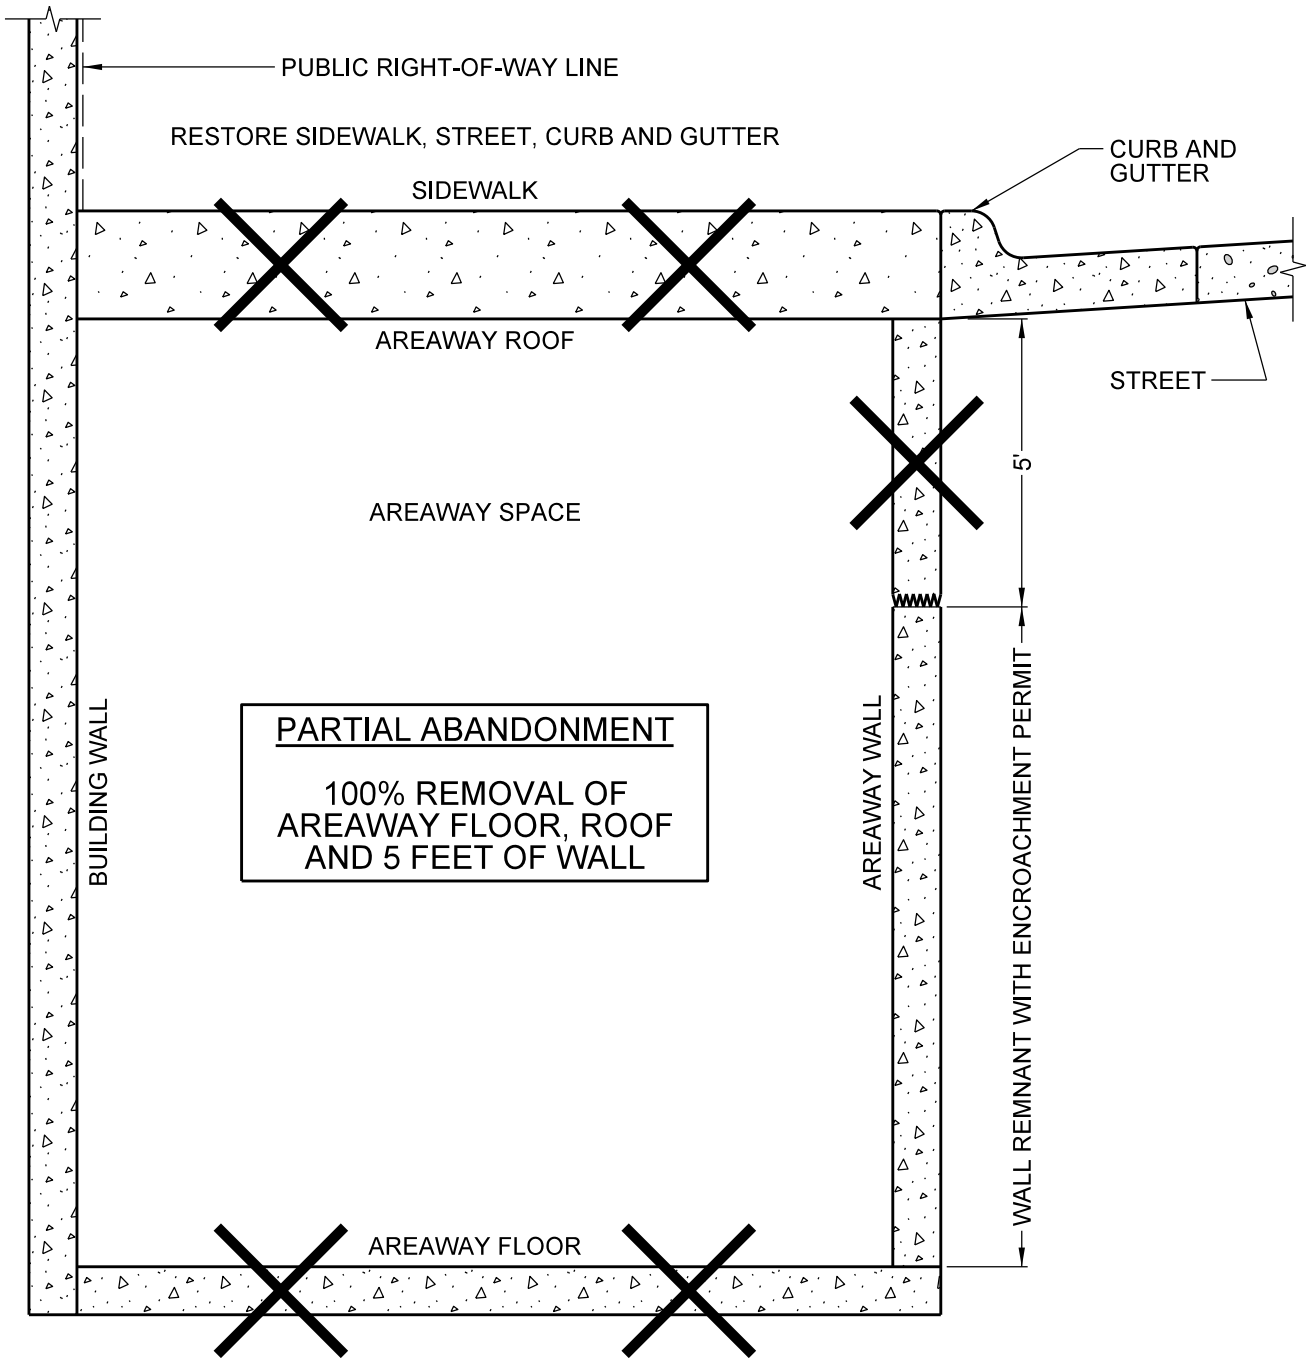 PUBLIC RIGHT-OF-WAY LINE
RESTORE SIDEWALK, STREET, CURB AND GUTTER
CURB AND
GUTTER
SIDEWALK
AREAWAY ROOF
STREET
5'
AREAWAY SPACE
BUILDING WALL
PARTIAL ABANDONMENT
100% REMOVAL OF
AREAWAY FLOOR, ROOF
AND 5 FEET OF WALL
AREAWAY WALL
WALL REMNANT WITH ENCROACHMENT PERMIT
AREAWAY FLOOR